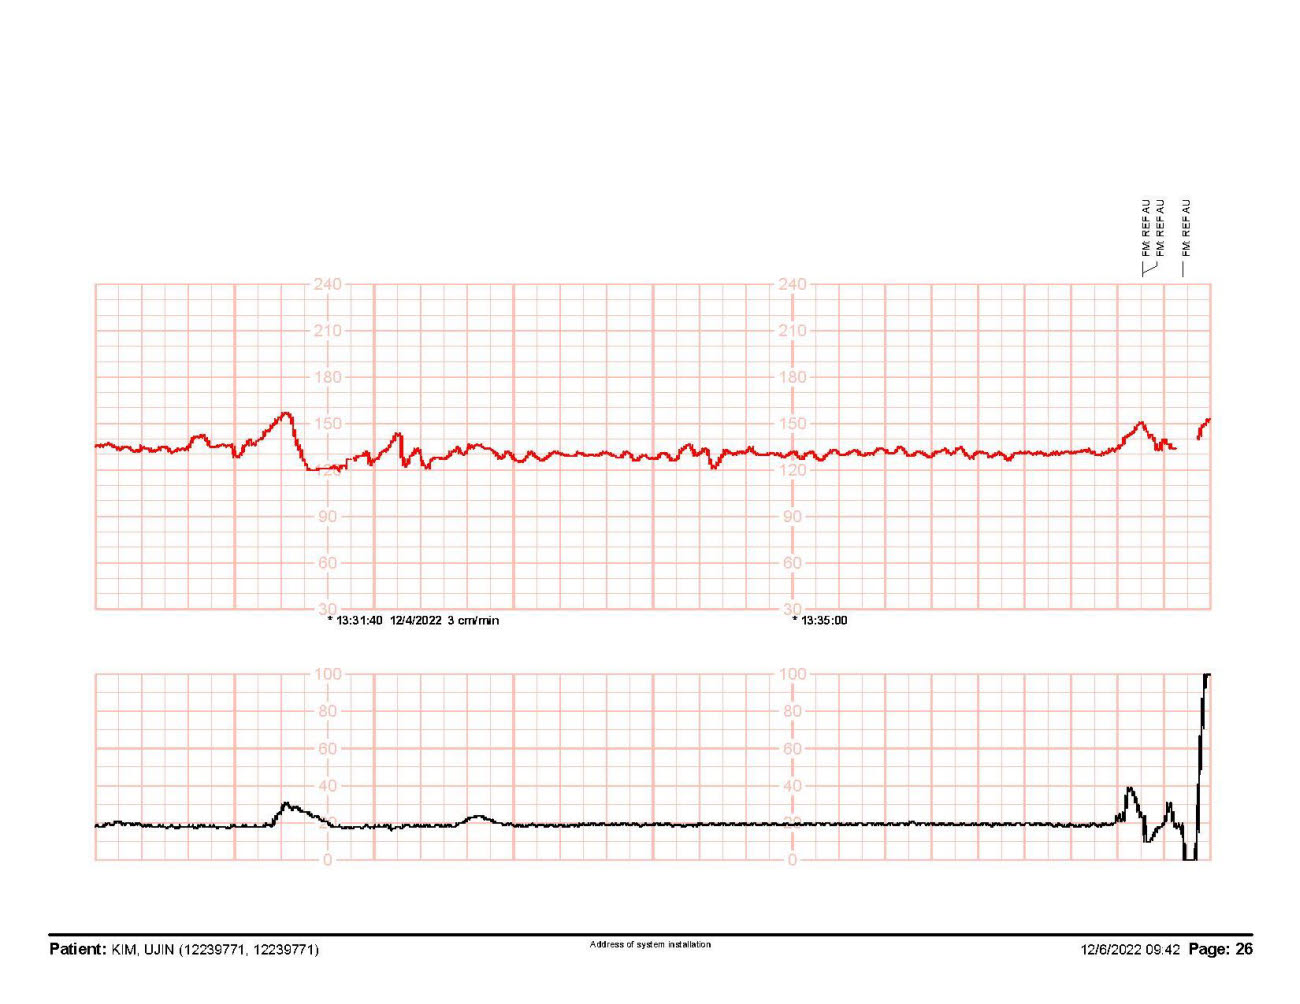 FM: REF AU
FM: REF AU
FM: REF AU
240 240
210 210
180 180
150 150
120 120
90 90
60 60
30 30
* 13:31:40 12/4/2022 3 cm/min * 13:35:00
100 100
80 80
60 60
40 40
20 20
0 0
Patient: KIM, UJIN (12239771, 12239771) Address of system installation 12/6/2022 09:42 Page: 26